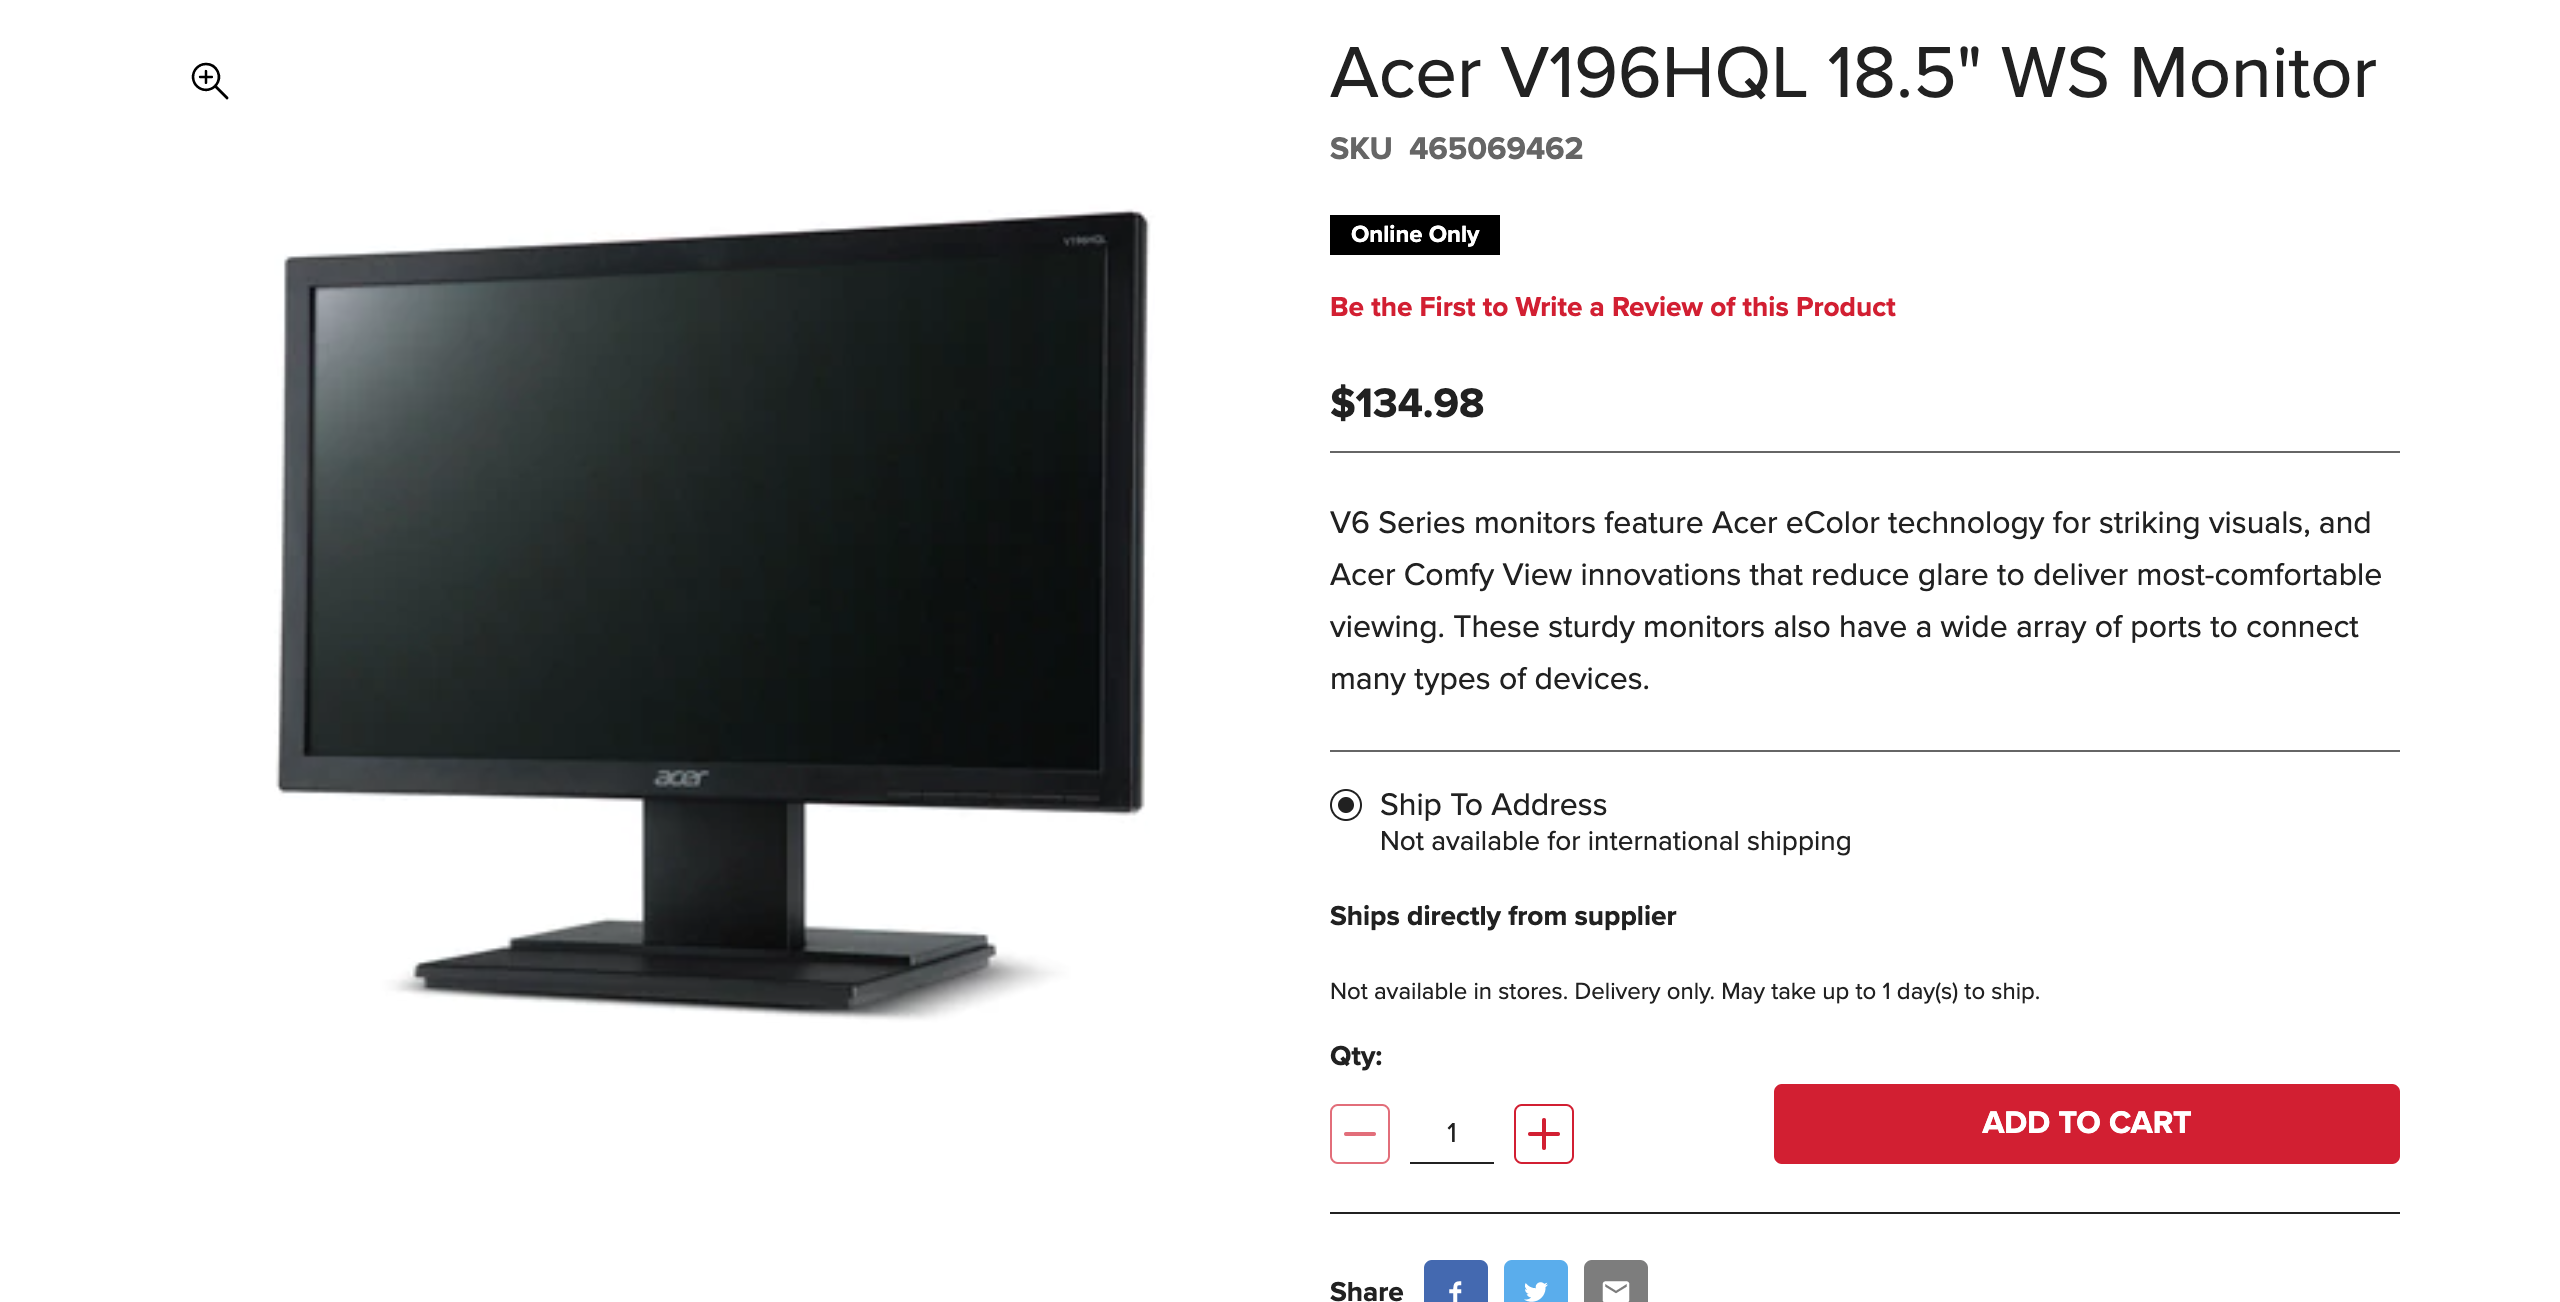 Acer V196HQL 18.5" WS Monitor
SKU 465069462
Online Only
Be the First to Write a Review of this Product
$134.98
V6 Series monitors feature Acer eColor technology for striking visuals, and
Acer Comfy View innovations that reduce glare to deliver most-comfortable
viewing. These sturdy monitors also have a wide array of ports to connect
many types of devices.
Ship To Address
Not available for international shipping
Ships directly from supplier
Not available in stores. Delivery only. May take up to 1 day(s) to ship.
Qty:
1
ADD TO CART
Share
V196HQL
acer